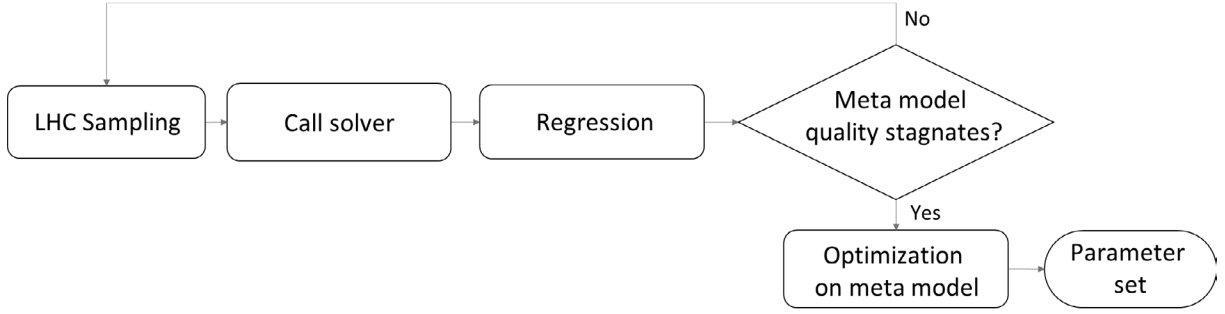 No
LHC Sampling
Call solver
Regression
Meta model
quality stagnates?
Yes
Optimization
on meta model
Parameter
set